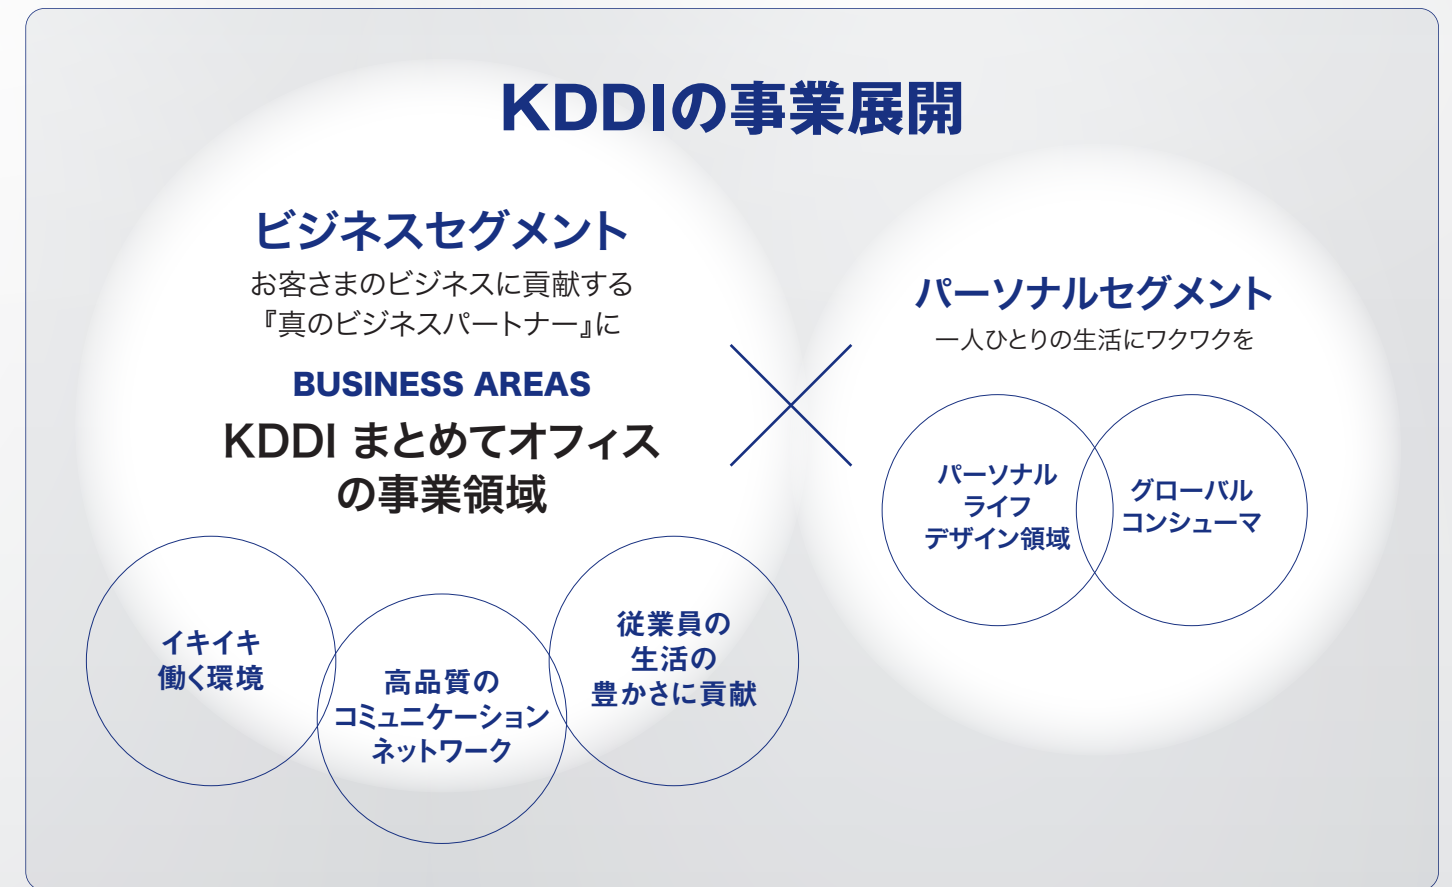 KDDIの事業展開
ビジネスセグメント
お客さまのビジネスに貢献する
『真のビジネスパートナー』に
BUSINESS AREAS
KDDI まとめてオフィス
の事業領域
イキイキ
働く環境
高品質の
コミュニケーション
ネットワーク
従業員の
生活の
豊かさに貢献
パーソナルセグメント
一人ひとりの生活にワクワクを
パーソナル
ライフ
デザイン領域
グローバル
コンシューマ